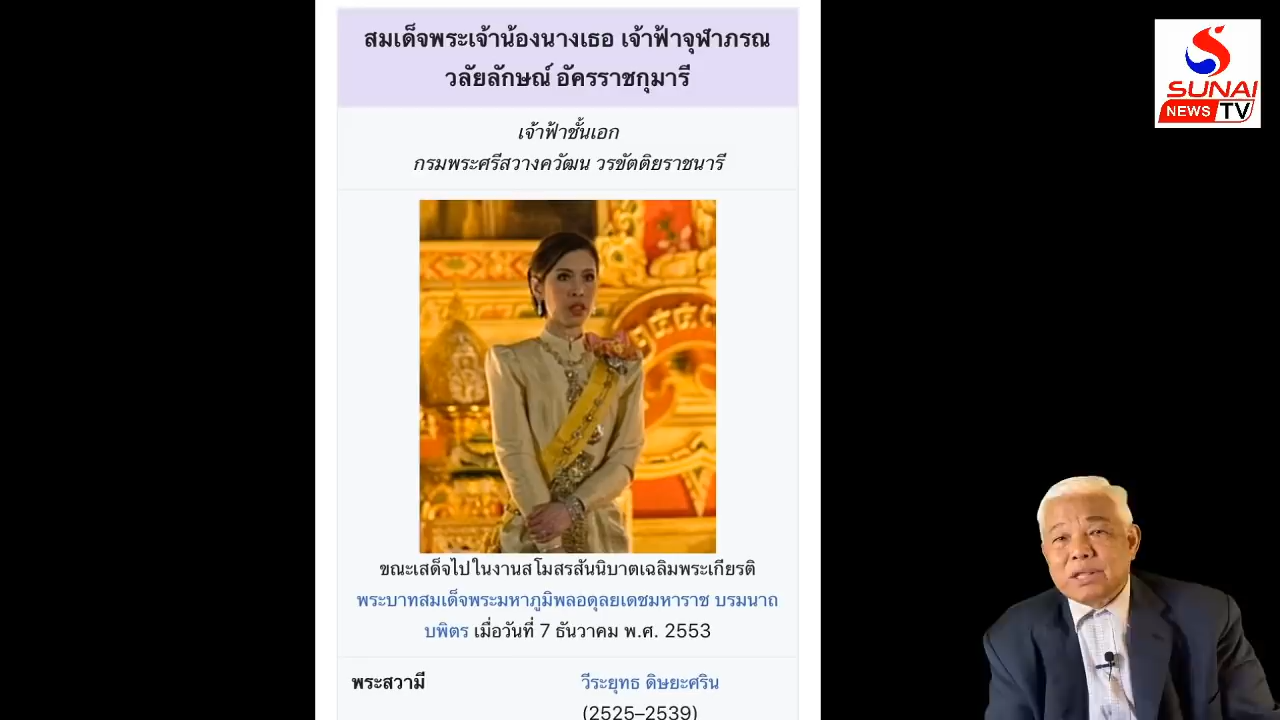 สมเด็จพระเจ้าน้องนางเธอ เจ้าฟ้าจุฬาภรณ
วลัยลักษณ์ อัครราชกุมารี
เจ้าฟ้าชั้นเอก
กรมพระศรีสวางควัฒน วรขัตติยราชนารี
ขณะเสด็จไปในงานสโมสรสันนิบาตเฉลิมพระเกียรติ
พระบาทสมเด็จพระมหาภูมิพลอดุลยเดชมหาราช บรมนาถ
บพิตร เมื่อวันที่ 7 ธันวาคม พ.ศ. 2553
พระสวามี
วีระยุทธ ดิษยะศริน
(2525–2539)
SUNAI
NEWS TV